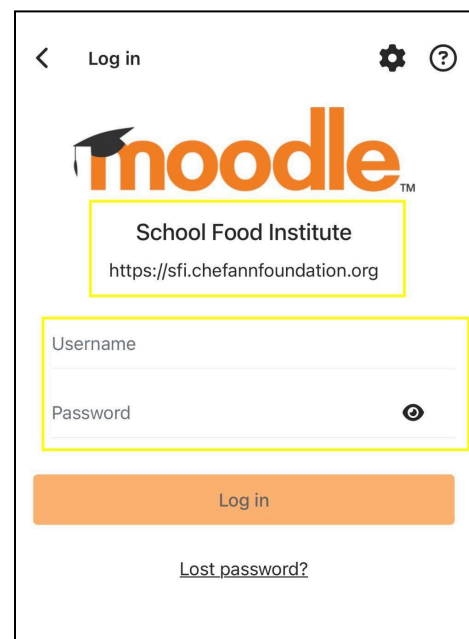 Log in
moodle
TM
School Food Institute
https://sfi.chefannfoundation.org
Username
Password
Log in
Lost password?